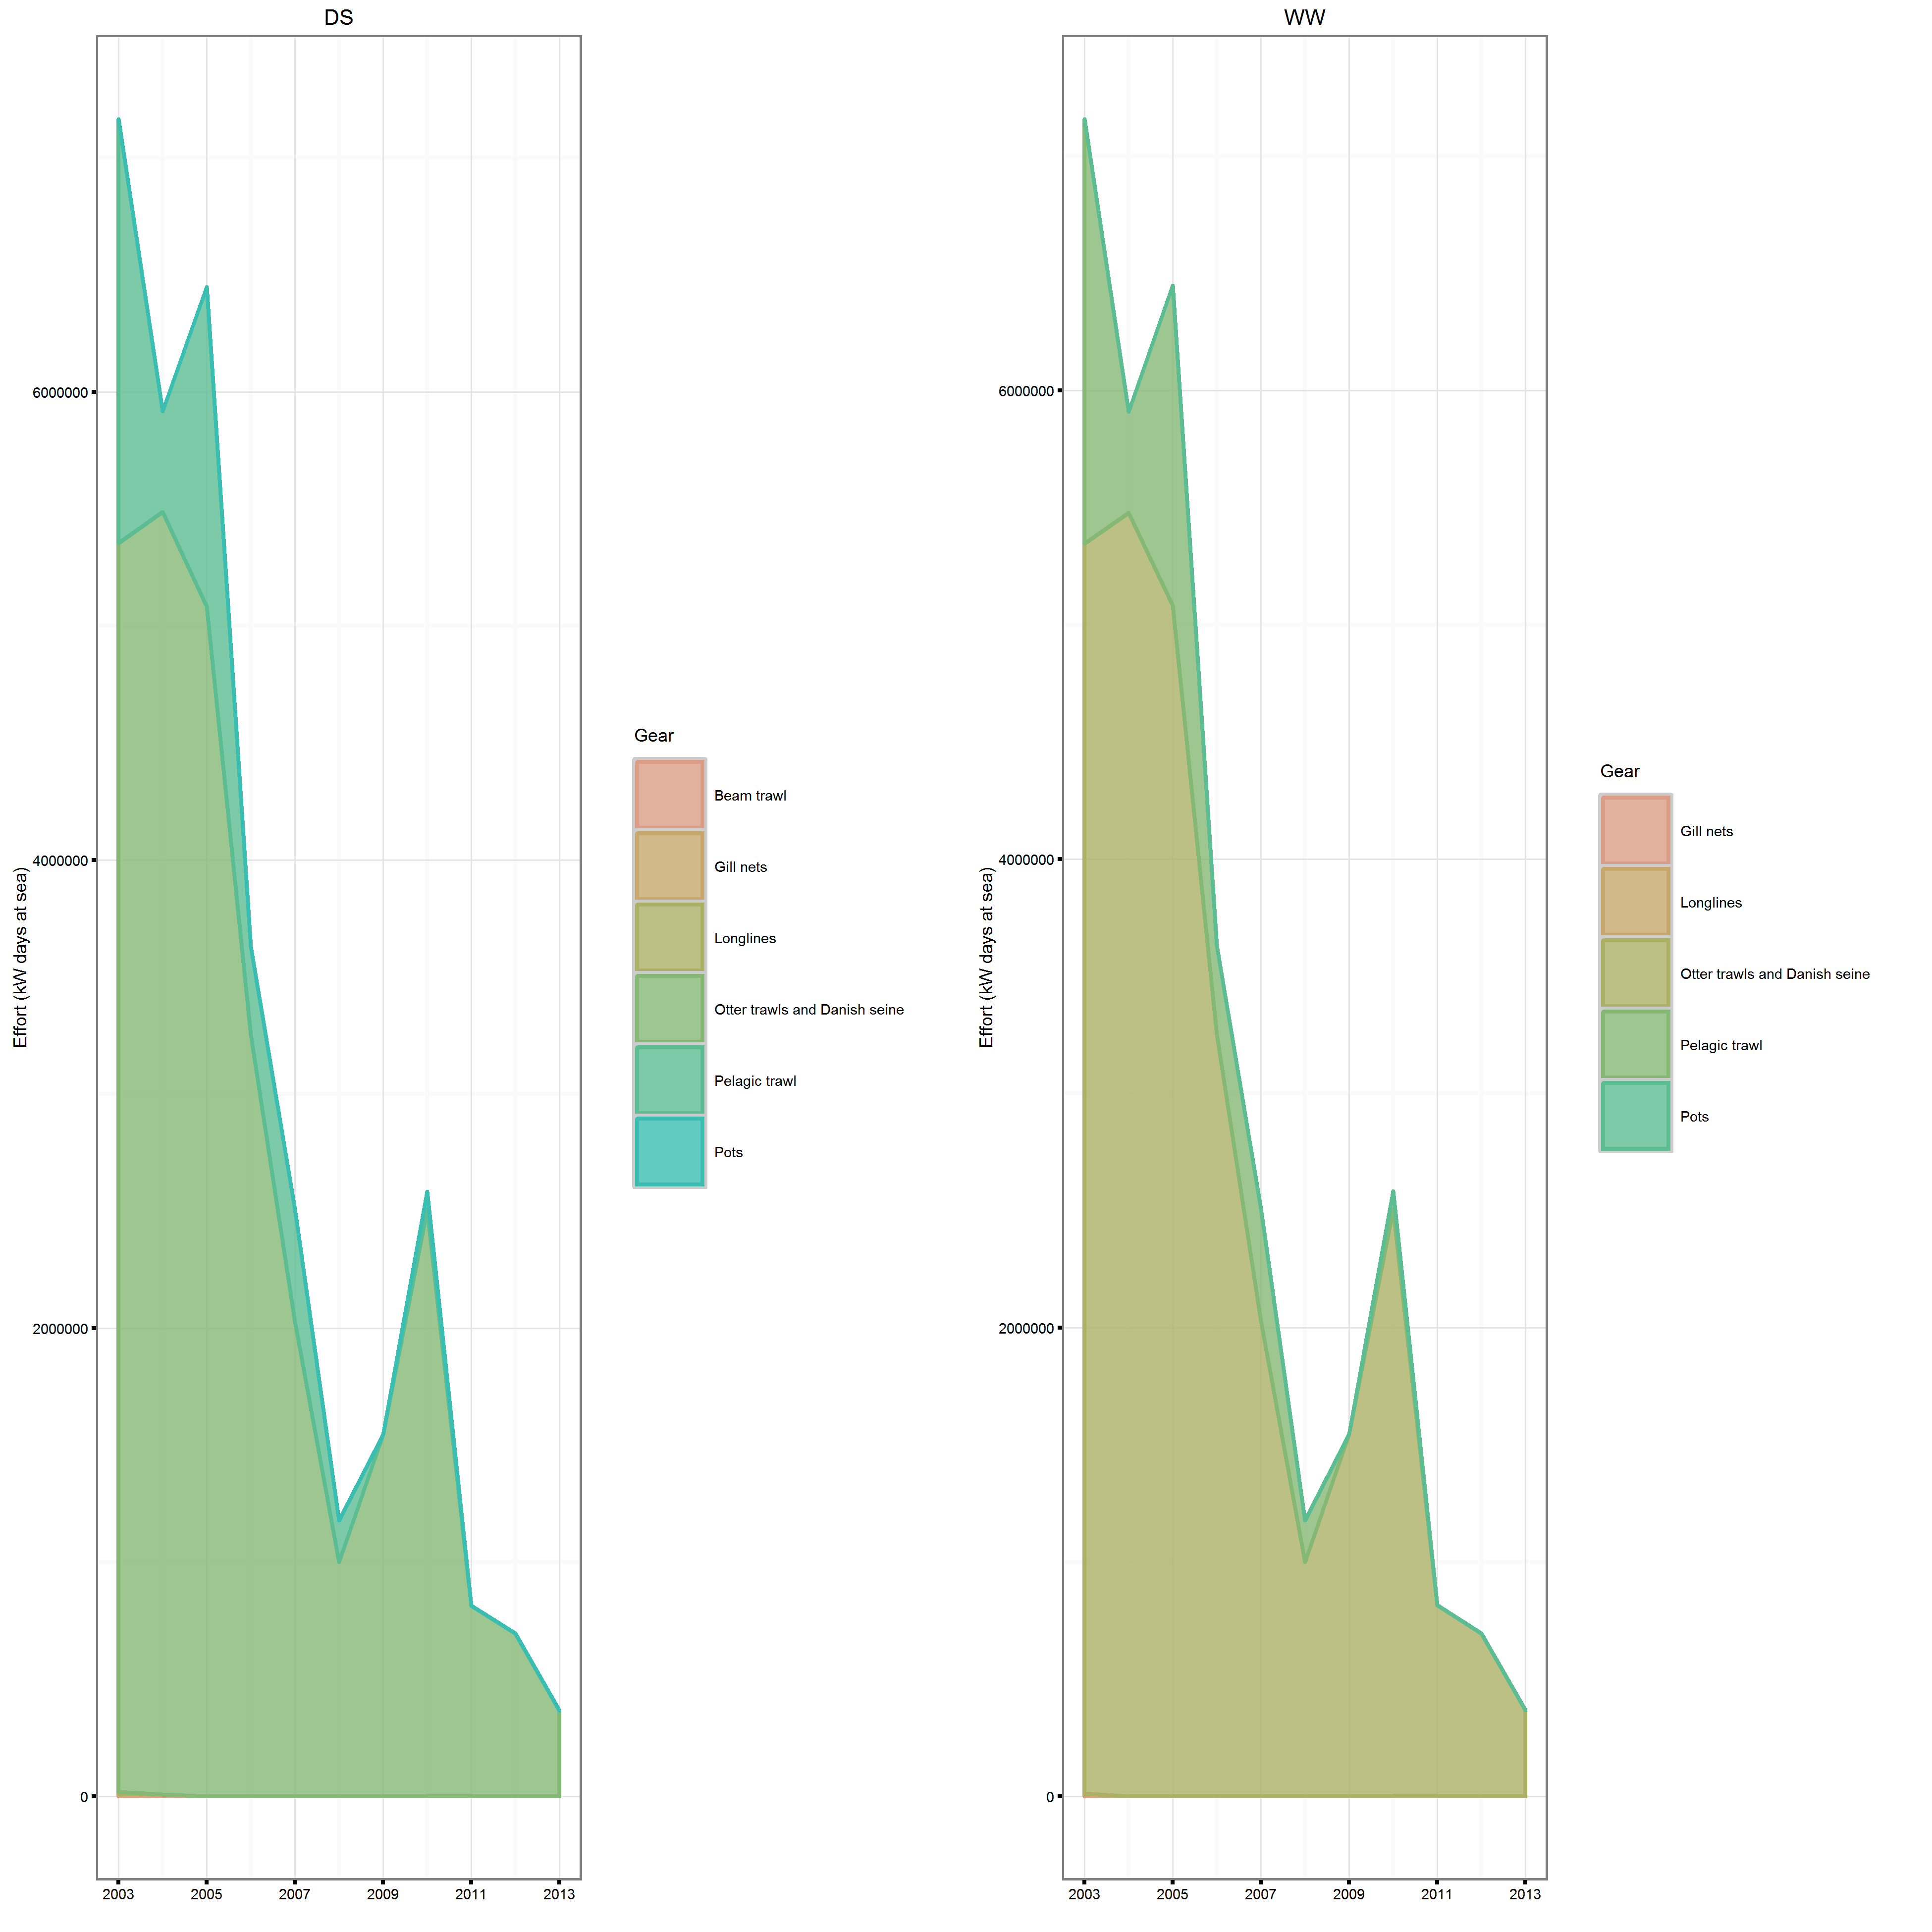 DS
Effort (kW days at sea)
6000000
4000000
2000000
0
2003 2005 2007 2009 2011 2013
Gear
Beam trawl
Gill nets
Longlines
Otter trawls and Danish seine
Pelagic trawl
Pots
WW
Effort (kW days at sea)
6000000
4000000
2000000
0
2003 2005 2007 2009 2011 2013
Gear
Gill nets
Longlines
Otter trawls and Danish seine
Pelagic trawl
Pots